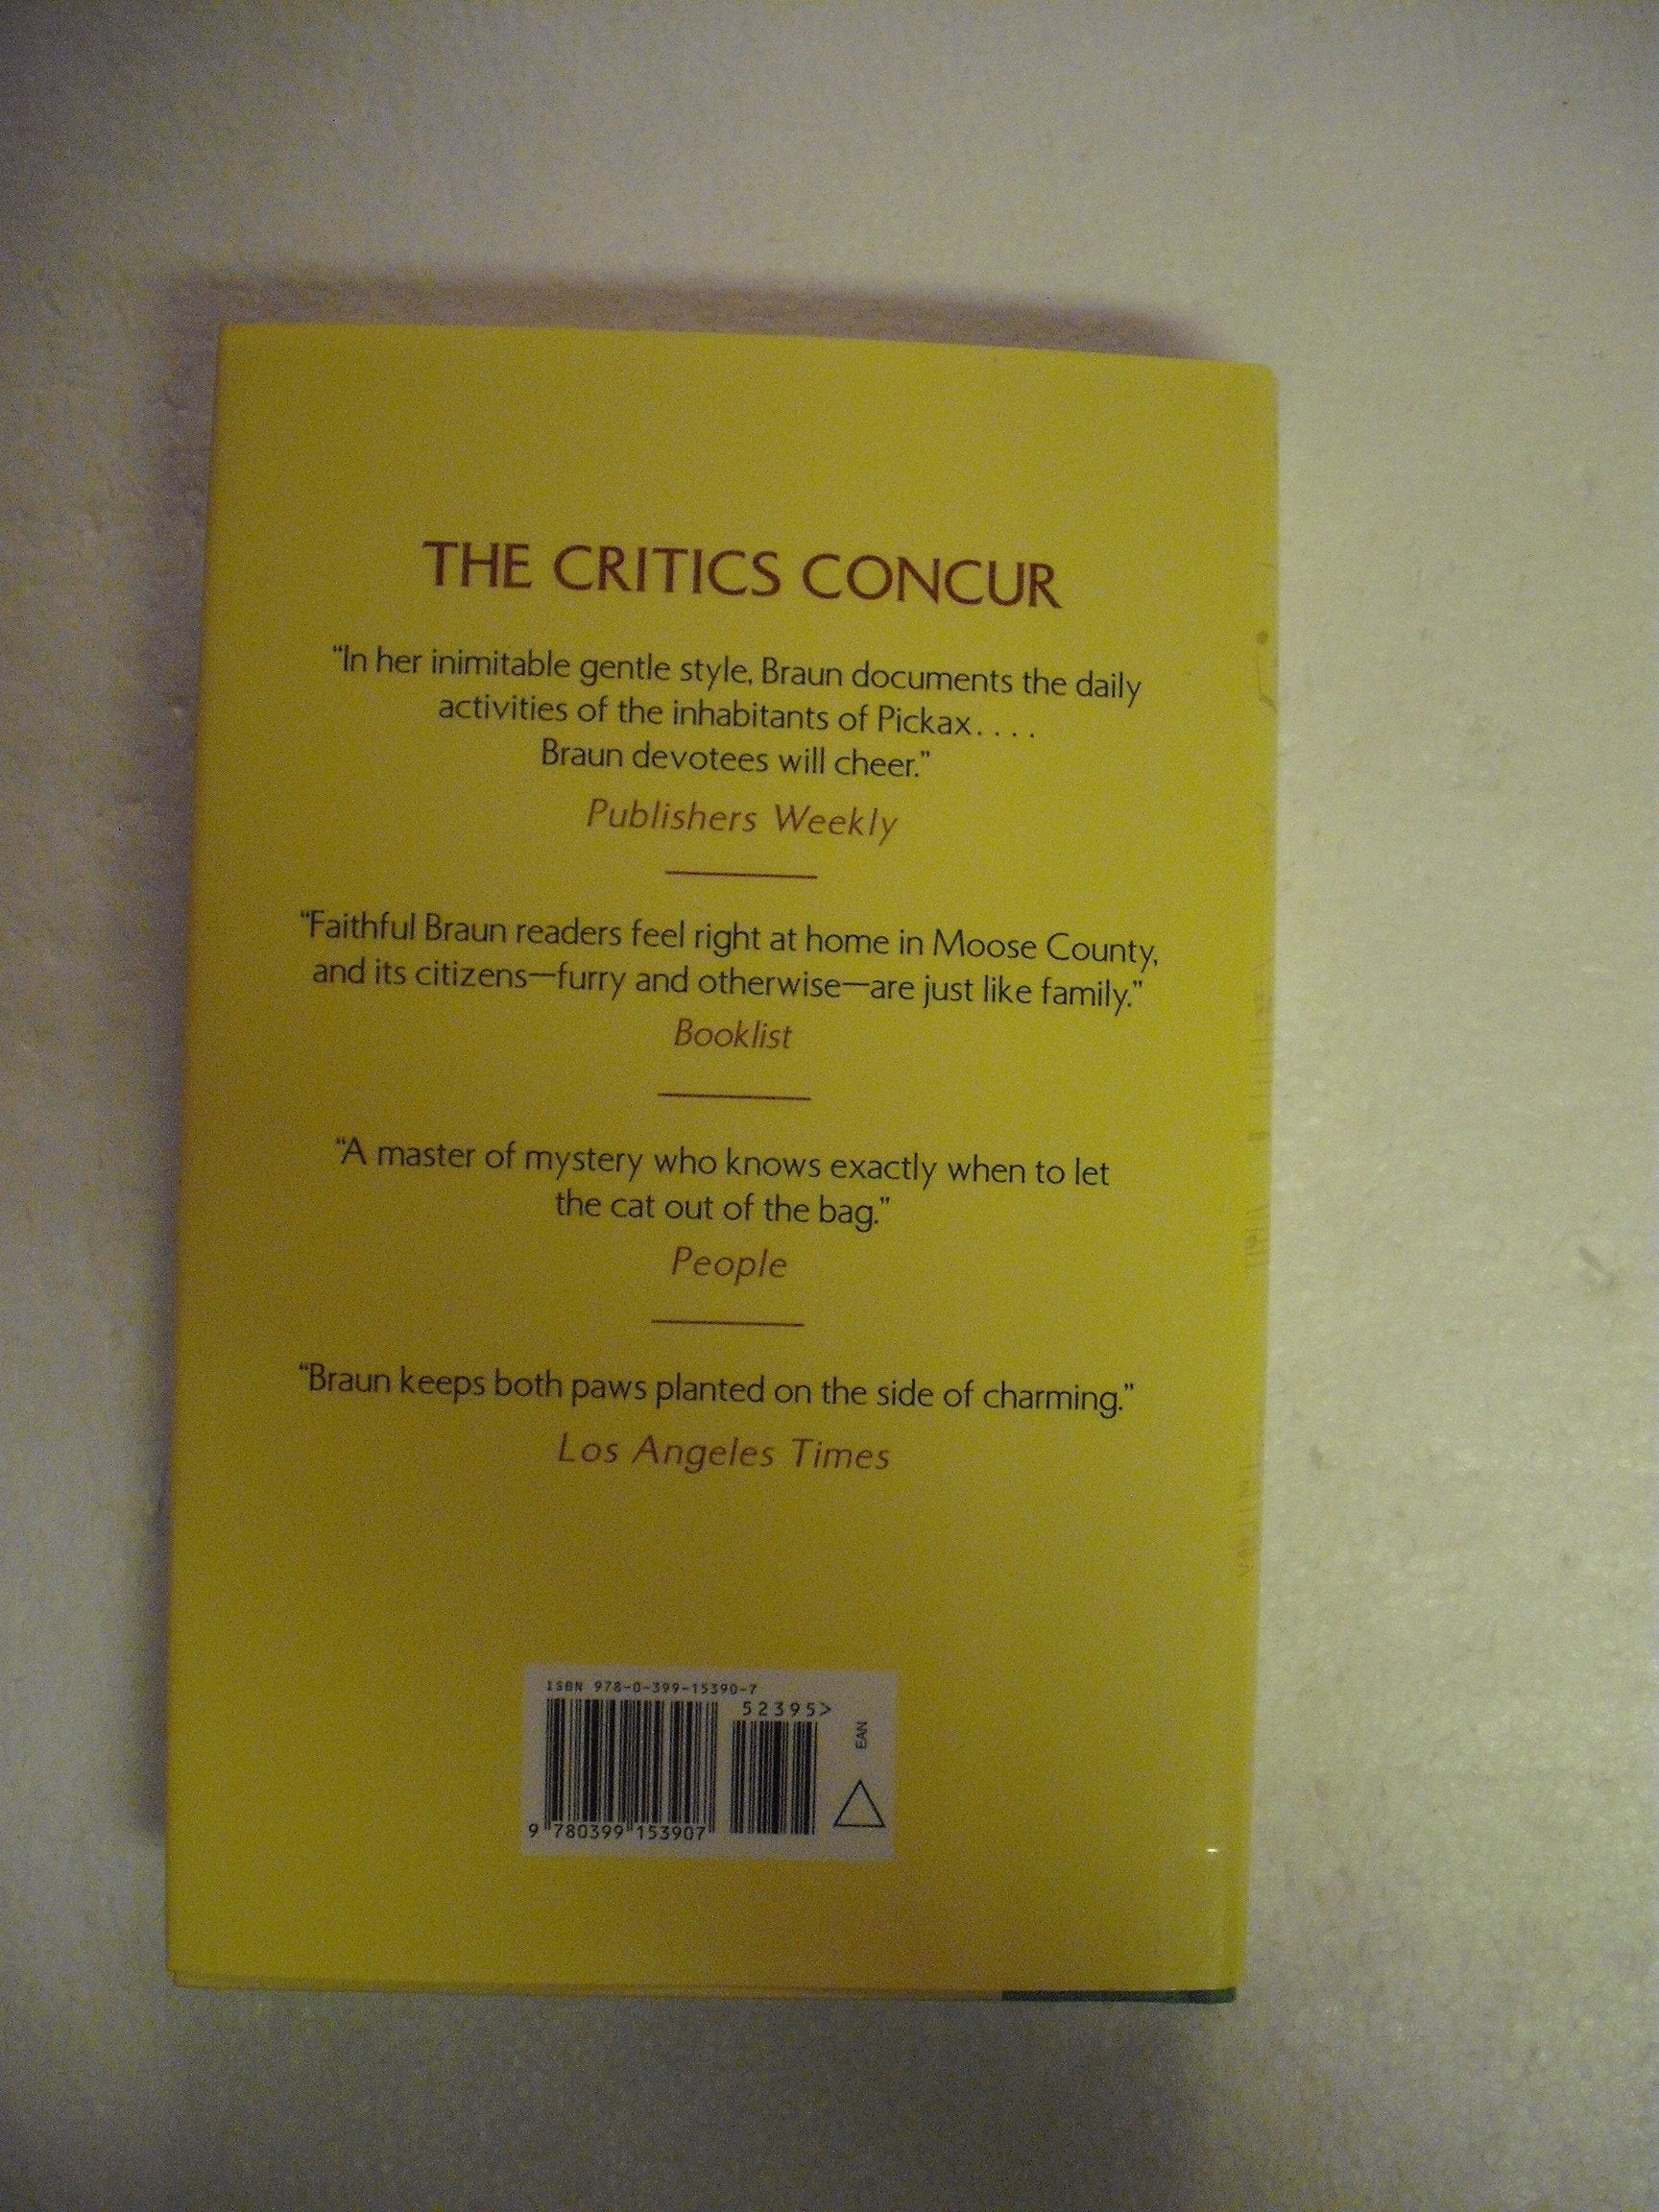 THE CRITICS CONCUR
“In her inimitable gentle style, Braun documents the daily
activities of the inhabitants of Pickax. . . .
Braun devotees will cheer.”
Publishers Weekly
“Faithful Braun readers feel right at home in Moose County,
and its citizens—furry and otherwise—are just like family.”
Booklist
“A master of mystery who knows exactly when to let
the cat out of the bag.”
People
“Braun keeps both paws planted on the side of charming.”
Los Angeles Times
ISBN 978-0-399-15390-7
52395>
EAN
9 780399 153907